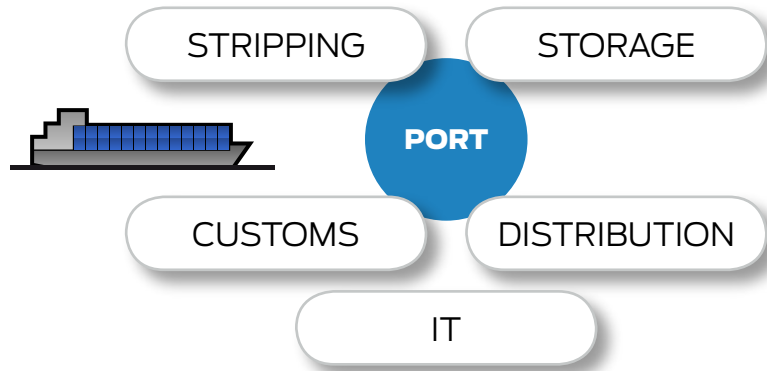 STRIPPING
STORAGE
PORT
CUSTOMS
DISTRIBUTION
IT